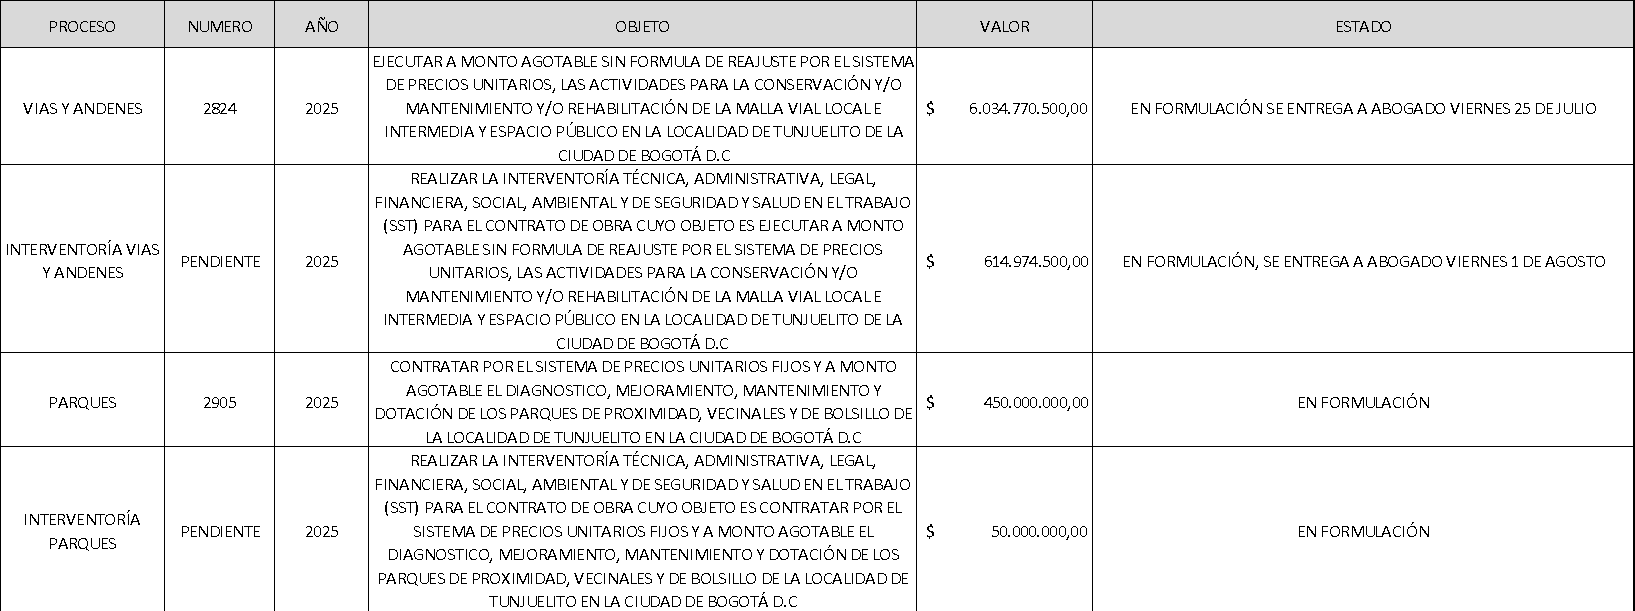 PROCESO NUMERO AÑO OBJETO VALOR ESTADO
VIAS Y ANDENES 2824 2025
EJECUTAR A MONTO AGOTABLE SIN FORMULA DE REAJUSTE POR EL SISTEMA
DE PRECIOS UNITARIOS, LAS ACTIVIDADES PARA LA CONSERVACIÓN Y/O
MANTENIMIENTO Y/O REHABILITACIÓN DE LA MALLA VIAL LOCAL E
INTERMEDIA Y ESPACIO PÚBLICO EN LA LOCALIDAD DE TUNJUELITO DE LA
CIUDAD DE BOGOTÁ D.C
$ 6.034.770.500,00 EN FORMULACIÓN SE ENTREGA A ABOGADO VIERNES 25 DE JULIO
INTERVENTORÍA VIAS
Y ANDENES
PENDIENTE 2025
REALIZAR LA INTERVENTORÍA TÉCNICA, ADMINISTRATIVA, LEGAL,
FINANCIERA, SOCIAL, AMBIENTAL Y DE SEGURIDAD Y SALUD EN EL TRABAJO
(SST) PARA EL CONTRATO DE OBRA CUYO OBJETO ES EJECUTAR A MONTO
AGOTABLE SIN FORMULA DE REAJUSTE POR EL SISTEMA DE PRECIOS
UNITARIOS, LAS ACTIVIDADES PARA LA CONSERVACIÓN Y/O
MANTENIMIENTO Y/O REHABILITACIÓN DE LA MALLA VIAL LOCAL E
INTERMEDIA Y ESPACIO PÚBLICO EN LA LOCALIDAD DE TUNJUELITO DE LA
CIUDAD DE BOGOTÁ D.C
$ 614.974.500,00 EN FORMULACIÓN, SE ENTREGA A ABOGADO VIERNES 1 DE AGOSTO
PARQUES 2905 2025
CONTRATAR POR EL SISTEMA DE PRECIOS UNITARIOS FIJOS Y A MONTO
AGOTABLE EL DIAGNOSTICO, MEJORAMIENTO, MANTENIMIENTO Y
DOTACIÓN DE LOS PARQUES DE PROXIMIDAD, VECINALES Y DE BOLSILLO DE
LA LOCALIDAD DE TUNJUELITO EN LA CIUDAD DE BOGOTÁ D.C
$ 450.000.000,00 EN FORMULACIÓN
INTERVENTORÍA
PARQUES
PENDIENTE 2025
REALIZAR LA INTERVENTORÍA TÉCNICA, ADMINISTRATIVA, LEGAL,
FINANCIERA, SOCIAL, AMBIENTAL Y DE SEGURIDAD Y SALUD EN EL TRABAJO
(SST) PARA EL CONTRATO DE OBRA CUYO OBJETO ES CONTRATAR POR EL
SISTEMA DE PRECIOS UNITARIOS FIJOS Y A MONTO AGOTABLE EL
DIAGNOSTICO, MEJORAMIENTO, MANTENIMIENTO Y DOTACIÓN DE LOS
PARQUES DE PROXIMIDAD, VECINALES Y DE BOLSILLO DE LA LOCALIDAD DE
TUNJUELITO EN LA CIUDAD DE BOGOTÁ D.C
$ 50.000.000,00 EN FORMULACIÓN